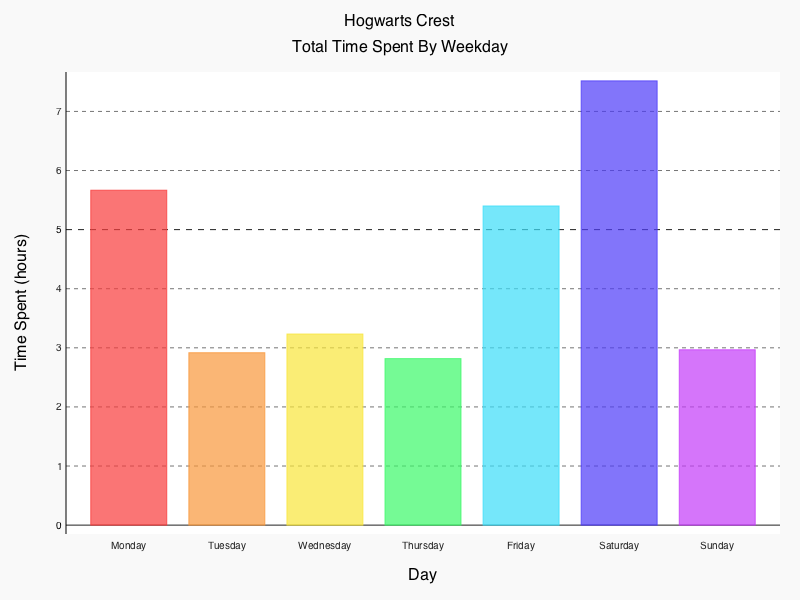 Hogwarts Crest
Total Time Spent By Weekday
Time Spent (hours)
7
6
5
4
3
2
1
0
Monday Tuesday Wednesday Thursday Friday Saturday Sunday
Day